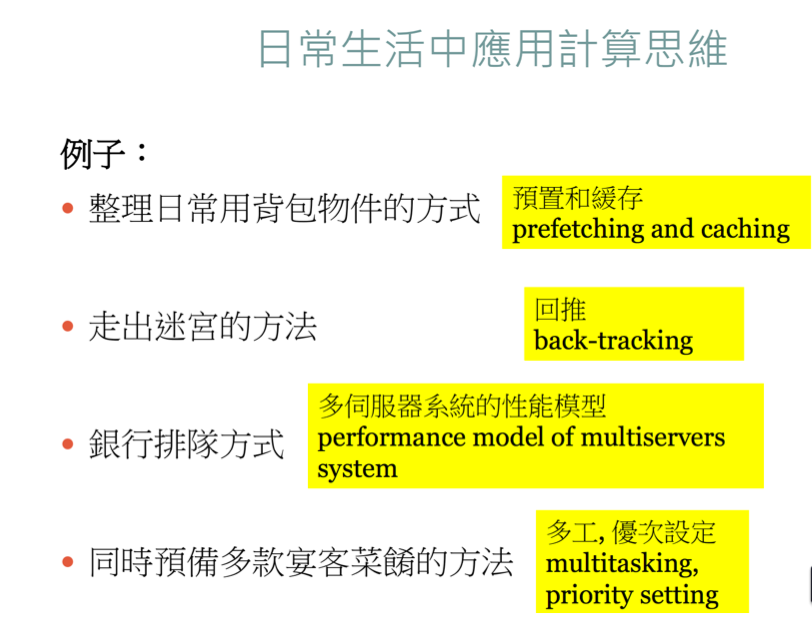 日常生活中應用計算思維
例子：
• 整理日常用背包物件的方式
預置和緩存
prefetching and caching
• 走出迷宮的方法
回推
back-tracking
• 銀行排隊方式
多伺服器系統的性能模型
performance model of multiservers
system
• 同時預備多款宴客菜餚的方法
多工, 優次設定
multitasking,
priority setting